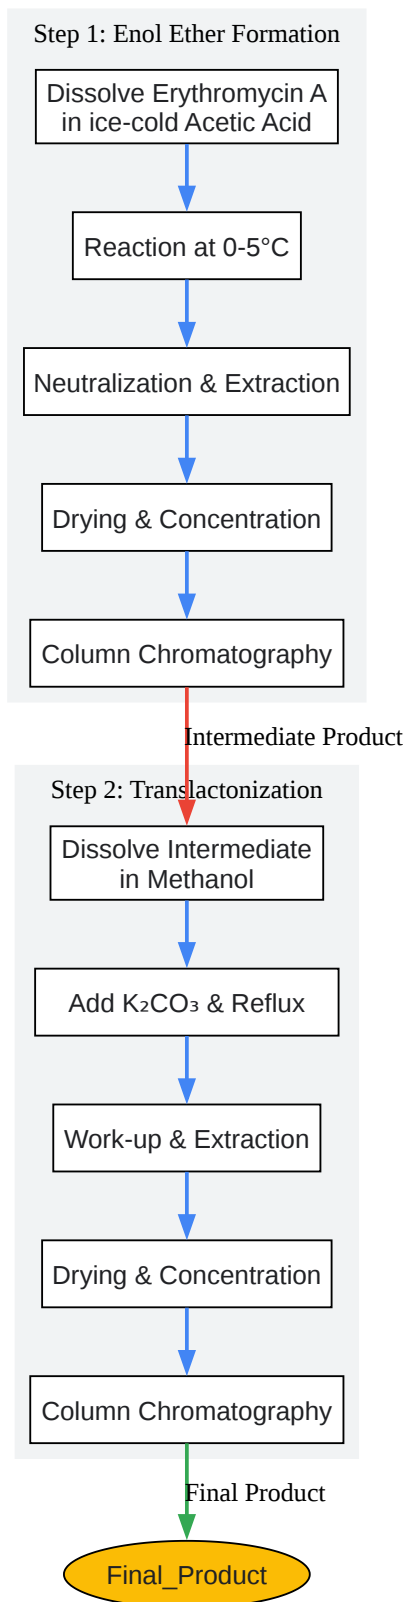 Step 1: Enol Ether Formation
Dissolve Erythromycin A
in ice-cold Acetic Acid
Reaction at 0-5°C
Neutralization & Extraction
Drying & Concentration
Column Chromatography
Intermediate Product
Step 2: Translactonization
Dissolve Intermediate
in Methanol
Add K₂CO₃ & Reflux
Work-up & Extraction
Drying & Concentration
Column Chromatography
Final Product
Final_Product